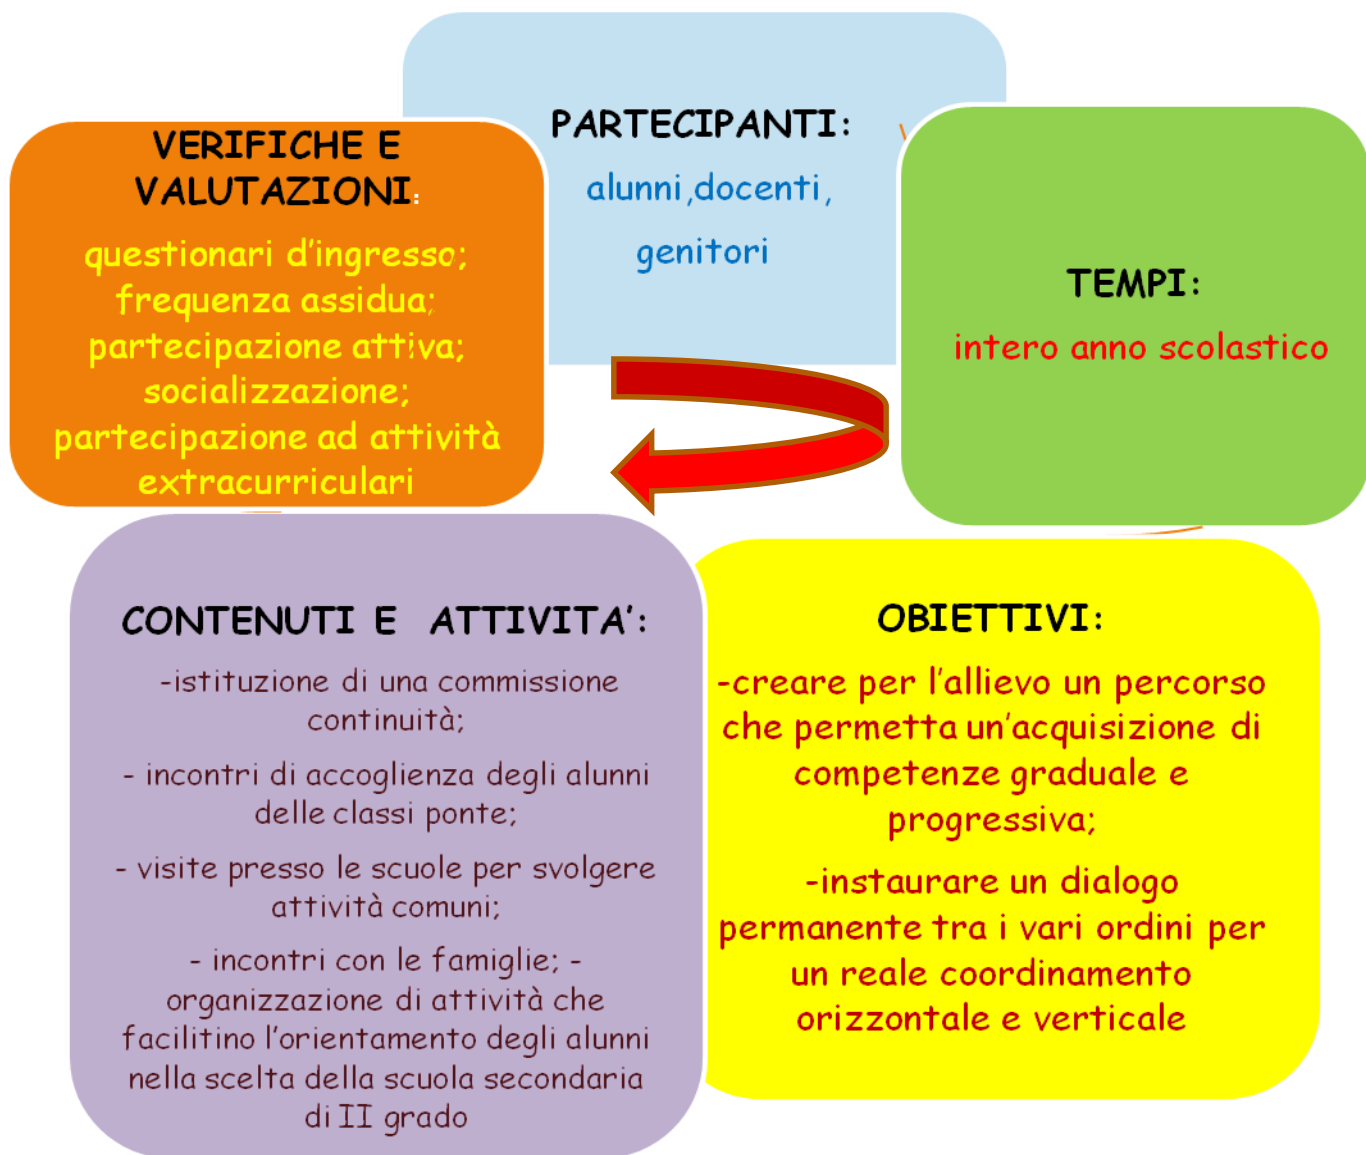 PARTECIPANTI:
alunni,docenti,
genitori
VERIFICHE E
VALUTAZIONI:
questionari d'ingresso;
frequenza assidua;
partecipazione attiva;
socializzazione;
partecipazione ad attività
extracurriculari
TEMPI:
intero anno scolastico
CONTENUTI E ATTIVITA’:
-istituzione di una commissione
continuità;
- incontri di accoglienza degli alunni
delle classi ponte;
- visite presso le scuole per svolgere
attività comuni;
- incontri con le famiglie; -
organizzazione di attività che
facilitino l’orientamento degli alunni
nella scelta della scuola secondaria
di II grado
OBIETTIVI:
-creare per l’allievo un percorso
che permetta un’acquisizione di
competenze graduale e
progressiva;
-instaurare un dialogo
permanente tra i vari ordini per
un reale coordinamento
orizzontale e verticale